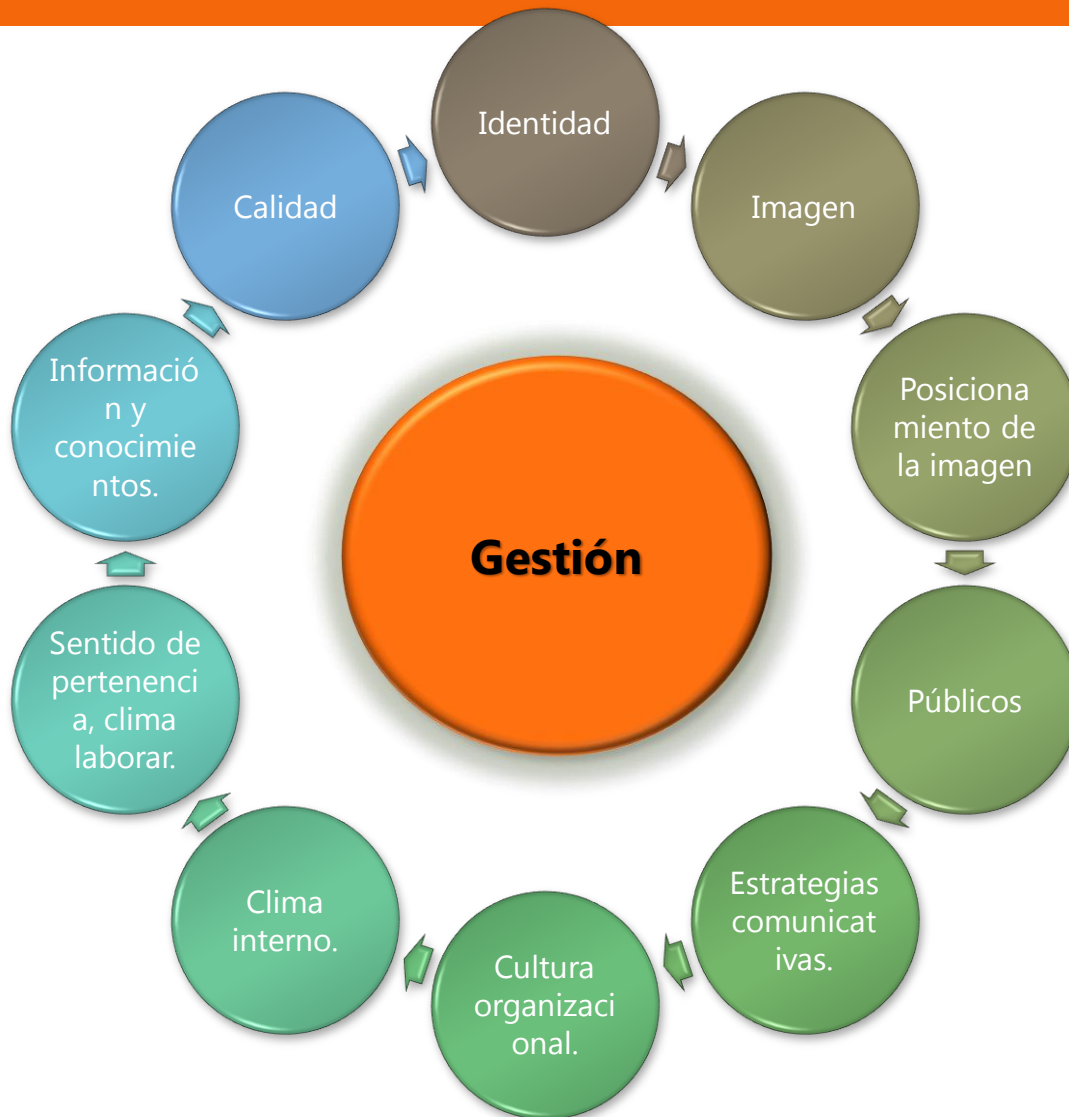 Identidad
Imagen
Posiciona
miento de
la imagen
Públicos
Estrategias
comunicat
ivas.
Cultura
organizaci
onal.
Clima
interno.
Sentido de
pertenenci
a, clima
laborar.
Informació
n y
conocimie
ntos.
Calidad
Gestión